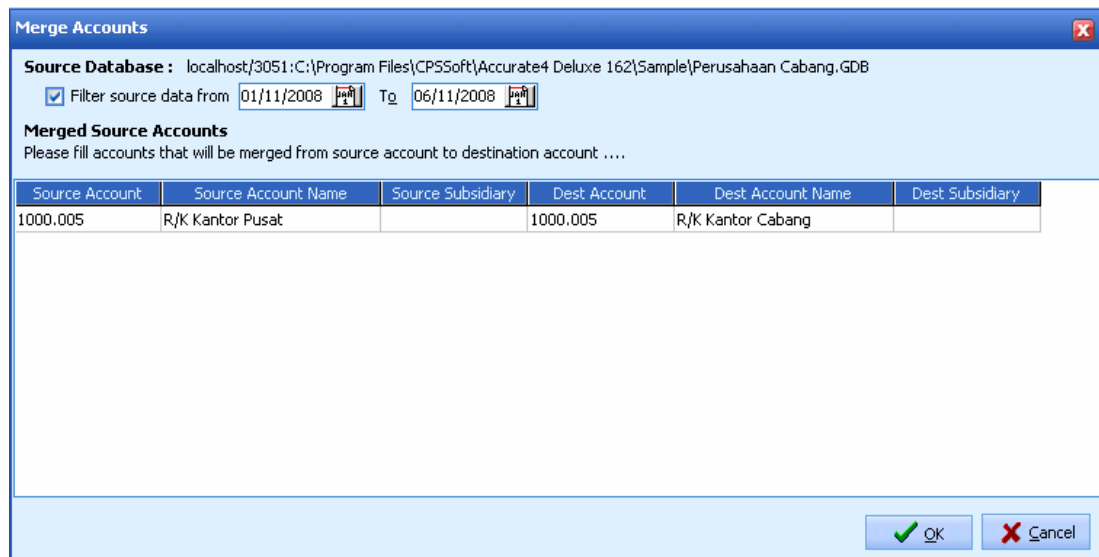 Merge Accounts
Source Database : localhost/3051:C:\Program Files\CPSSoft\Accurate4 Deluxe 162\Sample\Perusahaan Cabang.GDB
Filter source data from 01/11/2008 To 06/11/2008
Merged Source Accounts
Please fill accounts that will be merged from source account to destination account ....
Source Account Source Account Name Source Subsidiary Dest Account Dest Account Name Dest Subsidiary
1000.005 R/K Kantor Pusat 1000.005 R/K Kantor Cabang
OK Cancel